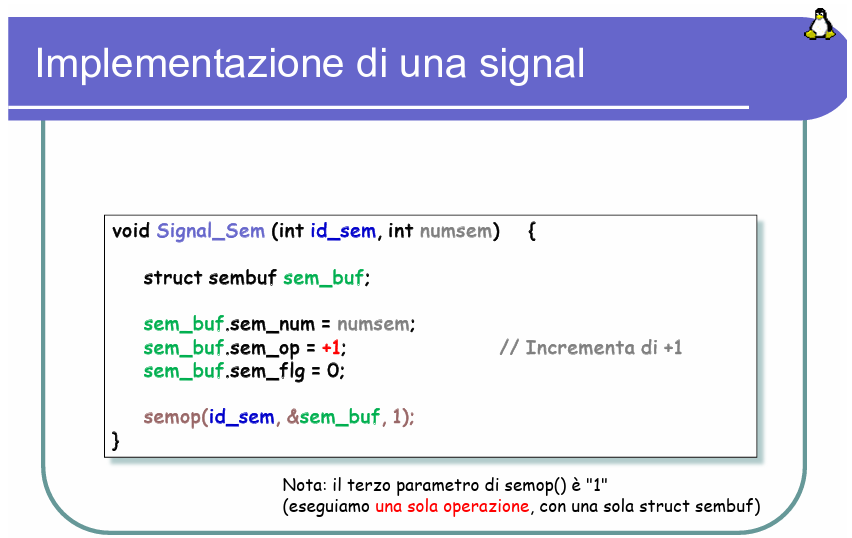 Implementazione di una signal
void Signal_Sem (int id_sem, int numsem) {
struct sembuf sem_buf;
sem_buf.sem_num = numsem;
sem_buf.sem_op = +1; // Incrementa di +1
sem_buf.sem_flg = 0;
semop(id_sem, &sem_buf, 1);
}
Nota: il terzo parametro di semop() è "1"
(eseguiamo una sola operazione, con una sola struct sembuf)